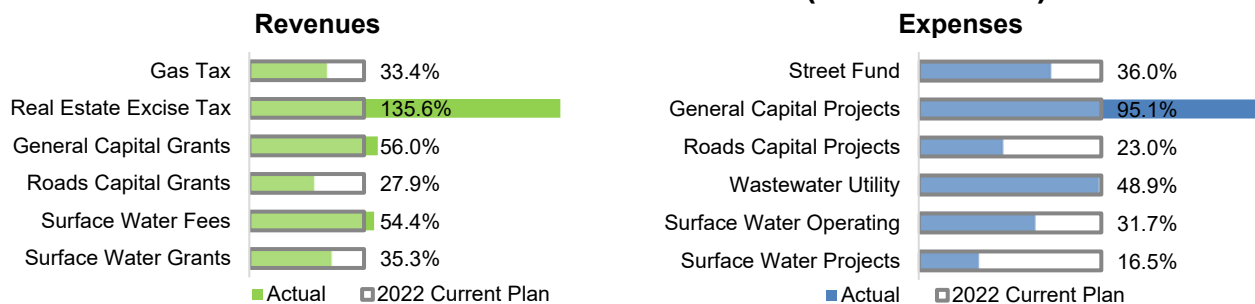 Revenues
Gas Tax 33.4%
Real Estate Excise Tax 135.6%
General Capital Grants 56.0%
Roads Capital Grants 27.9%
Surface Water Fees 54.4%
Surface Water Grants 35.3%
Actual 2022 Current Plan
Expenses
Street Fund 36.0%
General Capital Projects 95.1%
Roads Capital Projects 23.0%
Wastewater Utility 48.9%
Surface Water Operating 31.7%
Surface Water Projects 16.5%
Actual 2022 Current Plan